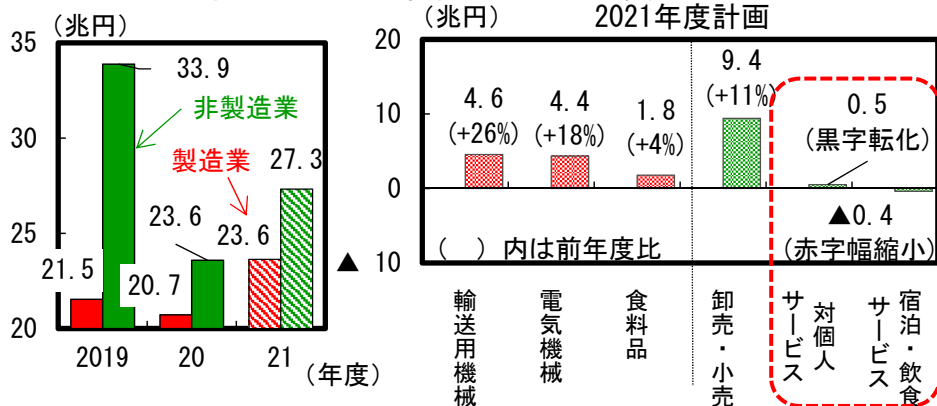 （兆円）
35
30
25
20
33.9
非製造業
製造業
27.3
23.6
23.6
21.5
20.7
2019
20
21
（年度）
（兆円）
2021年度計画
20
10
0
▲
10
4.6
(+26%)
4.4
(+18%)
1.8
(+4%)
9.4
(+11%)
0.5
(黒字転化)
▲0.4
(赤字幅縮小)
（　）内は前年度比
輸送用機械
電気機械
食料品
卸売・小売
対個人
サービス
宿泊・飲食
サービス